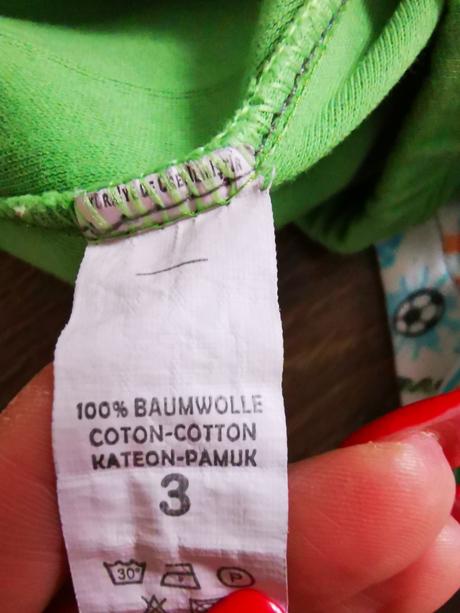 100% BAUMWOLLE
COTON-COTTON
KATEON-PAMUK
3
30°
P